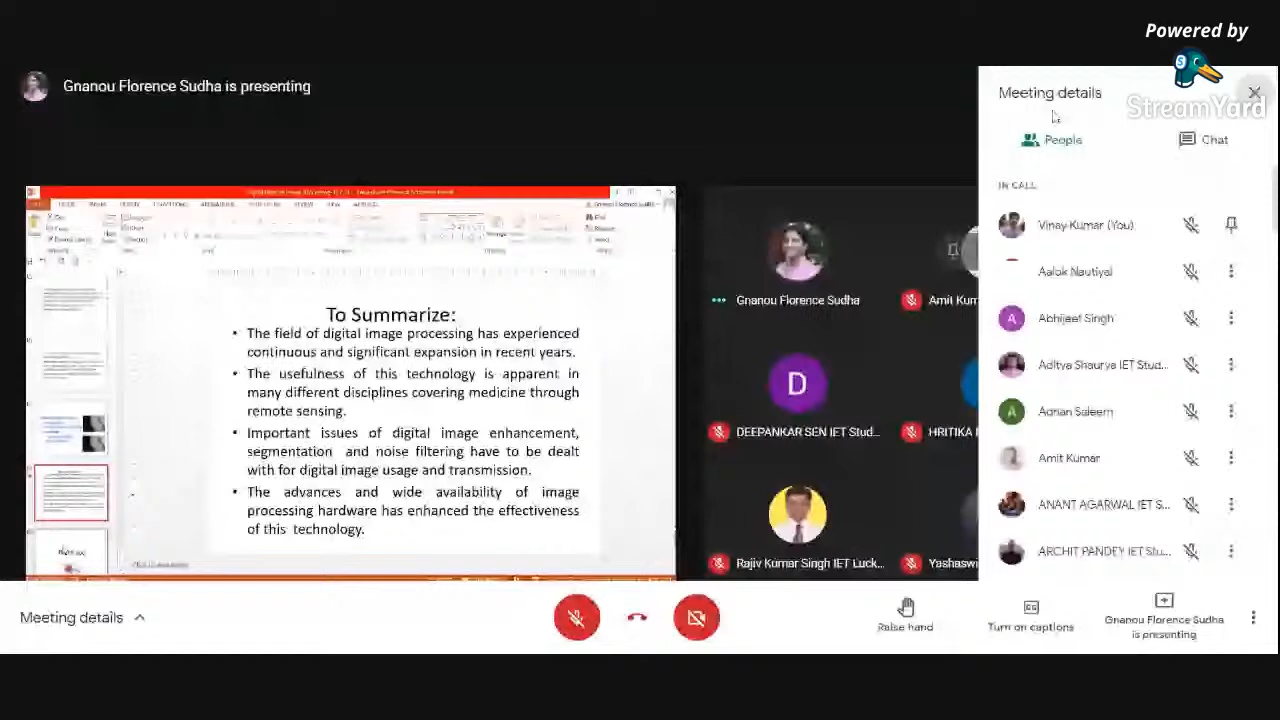 Powered by
StreamYard
Gnanou Florence Sudha is presenting
Meeting details
People
Chat
IN CALL
Vinay Kumar (You)
Aalok Nautiyal
Abhijeet Singh
Aditya Shaurya IET Stud...
Adnan Saleem
Amit Kumar
ANANT AGARWAL IET S...
ARCHIT PANDEY IET Stu...
To Summarize:
• The field of digital image processing has experienced
continuous and significant expansion in recent years.
• The usefulness of this technology is apparent in
many different disciplines covering medicine through
remote sensing.
• Important issues of digital image enhancement,
segmentation and noise filtering have to be dealt
with for digital image usage and transmission.
• The advances and wide availability of image
processing hardware has enhanced the effectiveness
of this technology.
Gnanou Florence Sudha
Amit Kum
D
DEEPANKAR SEN IET Stud...
HRITIKA
Rajiv Kumar Singh IET Luck...
Yashasw
Meeting details
Raise hand
Turn on captions
Gnanou Florence Sudha
is presenting